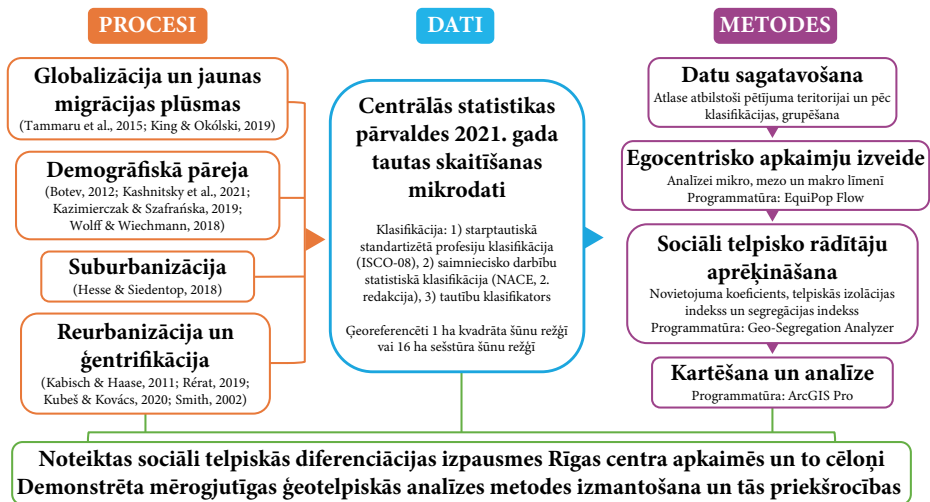 PROCESI
Globalizācija un jaunas
migrācijas plūsmas
(Tammaru et al., 2015; King & Okólski, 2019)
Demogrāfiskā pāreja
(Botev, 2012; Kashnitsky et al., 2021;
Kazimierczak & Szafrańska, 2019;
Wolff & Wiechmann, 2018)
Suburbanizācija
(Hesse & Siedentop, 2018)
Reurbanizācija un
ģentrifikācija
(Kabisch & Haase, 2011; Rérat, 2019;
Kubeš & Kovács, 2020; Smith, 2002)
DATI
Centrālās statistikas
pārvaldes 2021. gada
tautas skaitīšanas
mikrodati
Klasifikācija: 1) starptautiskā
standartizētā profesiju klasifikācija
(ISCO-08), 2) saimniecisko darbību
statistiskā klasifikācija (NACE, 2.
redakcija), 3) tautību klasifikators
Ģeoreferencēti 1 ha kvadrāta šūnu režģī
vai 16 ha sešstūra šūnu režģī
METODES
Datu sagatavošana
Atlase atbilstoši pētījuma teritorijai un pēc
klasifikācijas, grupēšana
Egocentrisko apkaimju izveide
Analīzei mikro, mezo un makro līmenī
Programmatūra: EquiPop Flow
Sociāli telpisko rādītāju
aprēķināšana
Novietojuma koeficients, telpiskās izolācijas
indekss un segregācijas indekss
Programmatūra: Geo-Segregation Analyzer
Kartēšana un analīze
Programmatūra: ArcGIS Pro
Noteiktas sociāli telpiskās diferenciācijas izpausmes Rīgas centra apkaimēs un to cēloņi
Demonstrēta mērogjutīgas ģeotelpiskās analīzes metodes izmantošana un tās priekšrocības